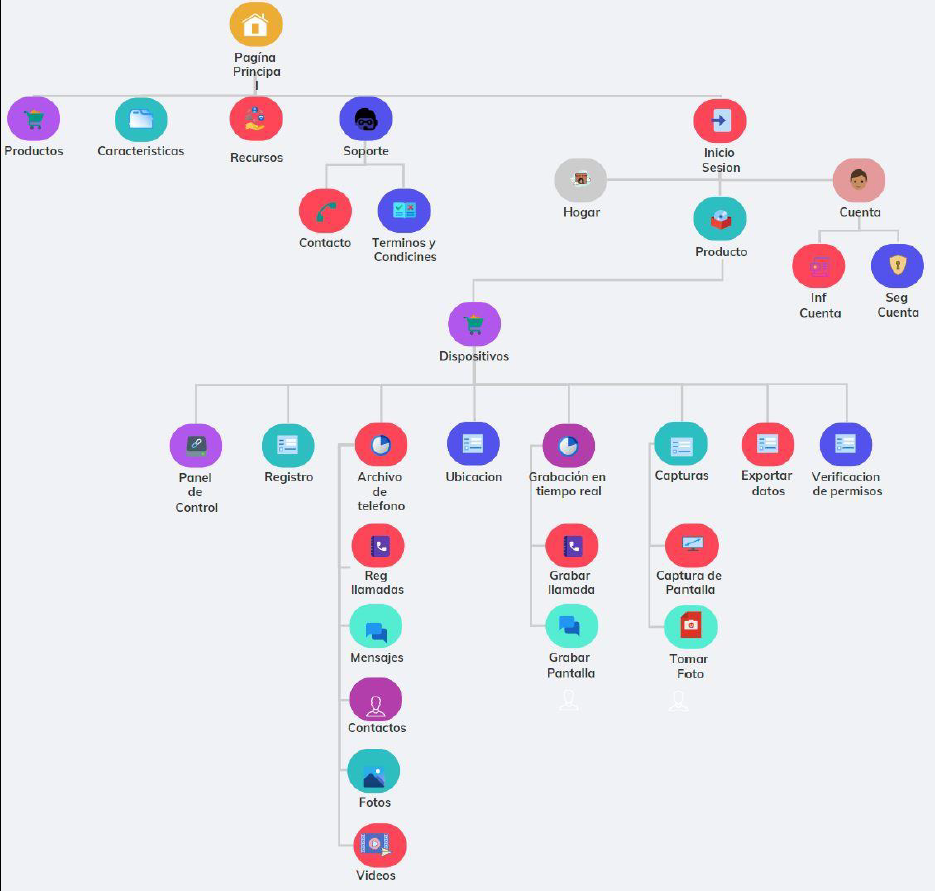 Pagína
Principa
l
Productos
Caracteristicas
Recursos
Soporte
Inicio
Sesion
Contacto
Terminos y
Condicines
Hogar
Producto
Cuenta
Inf
Cuenta
Seg
Cuenta
Dispositivos
Panel
de
Control
Registro
Archivo
de
telefono
Ubicacion
Grabación en
tiempo real
Capturas
Exportar
datos
Verificacion
de permisos
Reg
llamadas
Mensajes
Contactos
Fotos
Videos
Grabar
llamada
Grabar
Pantalla
Captura de
Pantalla
Tomar
Foto